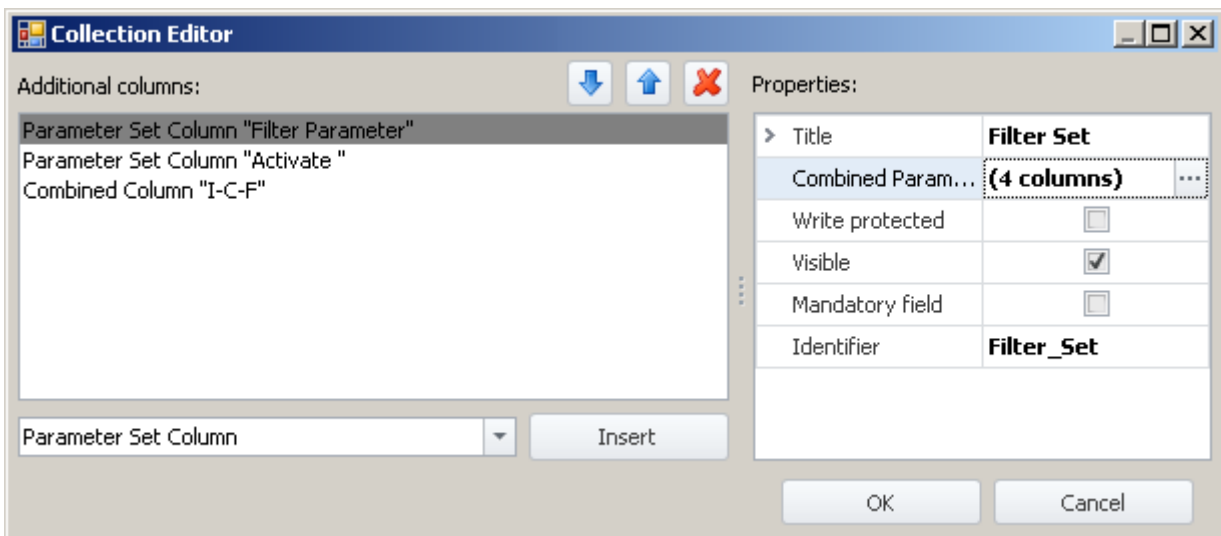 Collection Editor
Additional columns:
Properties:
Parameter Set Column "Filter Parameter"
Parameter Set Column "Activate "
Combined Column "I-C-F"
Title Filter Set
Combined Param... (4 columns) ...
Write protected
Visible
Mandatory field
Identifier Filter_Set
Parameter Set Column
Insert
OK
Cancel